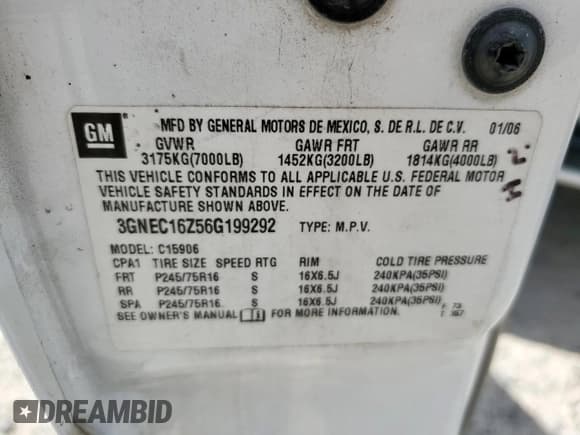 GM
MFD BY GENERAL MOTORS DE MEXICO, S. DE R.L. DE C.V. 01/06
GVWR GAWR FRT GAWR RR
3175KG(7000LB) 1452KG(3200LB) 1814KG(4000LB)
THIS VEHICLE CONFORMS TO ALL APPLICABLE U.S. FEDERAL MOTOR
VEHICLE SAFETY STANDARDS IN EFFECT ON THE DATE OF
MANUFACTURE SHOWN ABOVE.
3GNEC16Z56G199292 TYPE: M.P.V.
MODEL: C15906
CPA1 TIRE SIZE SPEED RTG RIM COLD TIRE PRESSURE
FRT P245/75R16 S 16X6.5J 240KPA(35PSI)
RR P245/75R16 S 16X6.5J 240KPA(35PSI)
SPA P245/75R16 S 16X6.5J 240KPA(35PSI)
SEE OWNER'S MANUAL FOR MORE INFORMATION.
DREAMBID